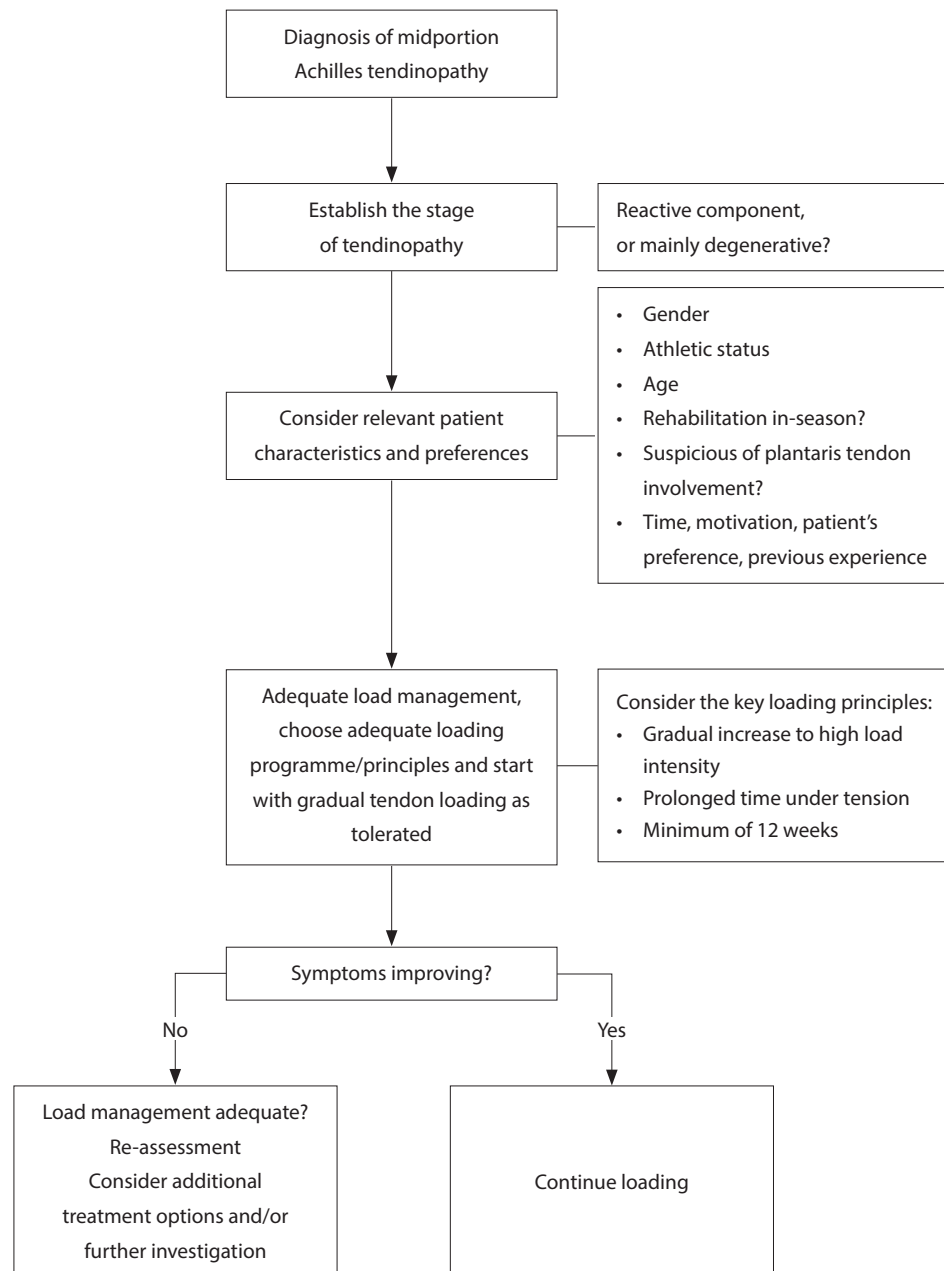 Diagnosis of midportion
Achilles tendinopathy
Establish the stage
of tendinopathy
Reactive component,
or mainly degenerative?
Consider relevant patient
characteristics and preferences
• Gender
• Athletic status
• Age
• Rehabilitation in-season?
• Suspicious of plantaris tendon
involvement?
• Time, motivation, patient’s
preference, previous experience
Adequate load management,
choose adequate loading
programme/principles and start
with gradual tendon loading as
tolerated
Consider the key loading principles:
• Gradual increase to high load
intensity
• Prolonged time under tension
• Minimum of 12 weeks
Symptoms improving?
No
Yes
Load management adequate?
Re-assessment
Consider additional
treatment options and/or
further investigation
Continue loading